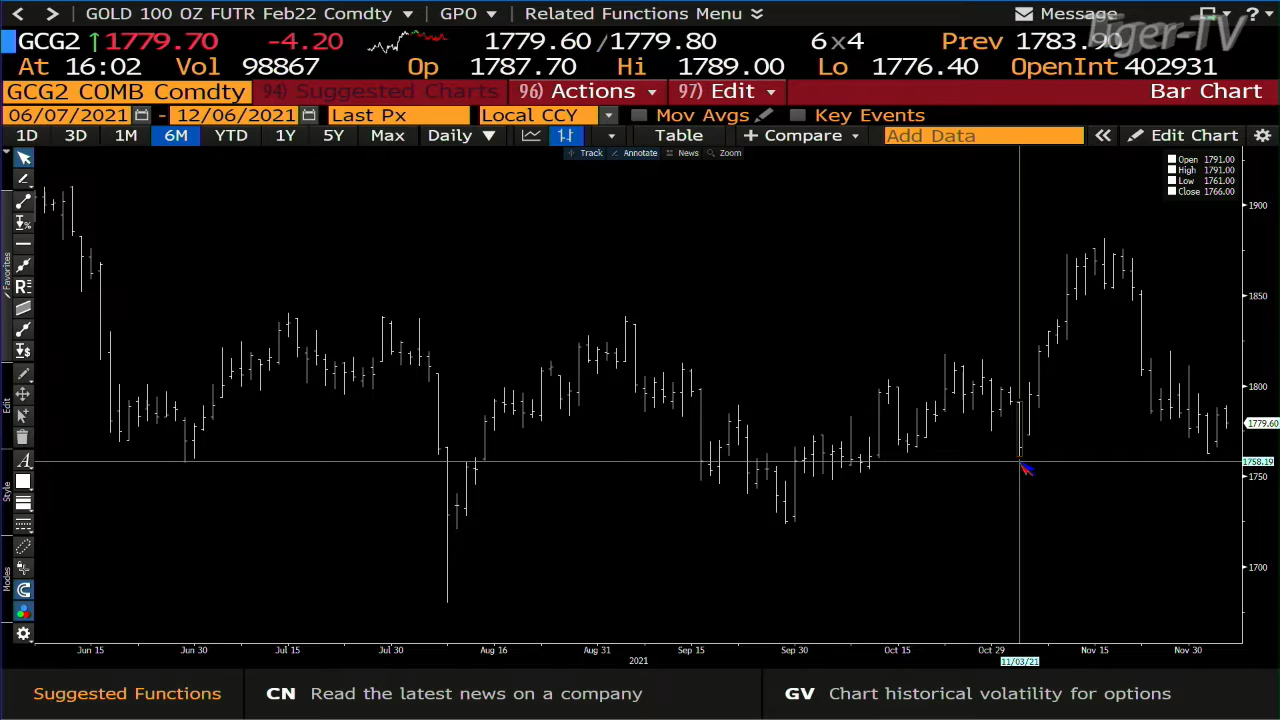 GOLD 100 OZ FUTR Feb22 Comdty GPO Related Functions Menu Message ?
GCG2 ↑1779.70 -4.20 1779.60/1779.80 6x4 Prev 1783.90 Tiger-TV
At 16:02 Vol 98867 Op 1787.70 Hi 1789.00 Lo 1776.40 OpenInt 402931
GCG2 COMB Comdty 94) Suggested Charts 96) Actions 97) Edit Bar Chart
06/07/2021 - 12/06/2021 Last Px Local CCY Mov Avgs Key Events
1D 3D 1M 6M YTD 1Y 5Y Max Daily ▼ Table + Compare Add Data « Edit Chart
Track Annotate News Zoom
Open 1791.00
High 1791.00
Low 1761.00
Close 1766.00
Favorites
Edit
Style
Modes
1900
1850
1800
1779.60
1758.19
1750
1700
Jun 15 Jun 30 Jul 15 Jul 30 Aug 16 Aug 31 Sep 15 Sep 30 Oct 15 Oct 29 Nov 15 Nov 30
2021 11/03/21
Suggested Functions CN Read the latest news on a company GV Chart historical volatility for options